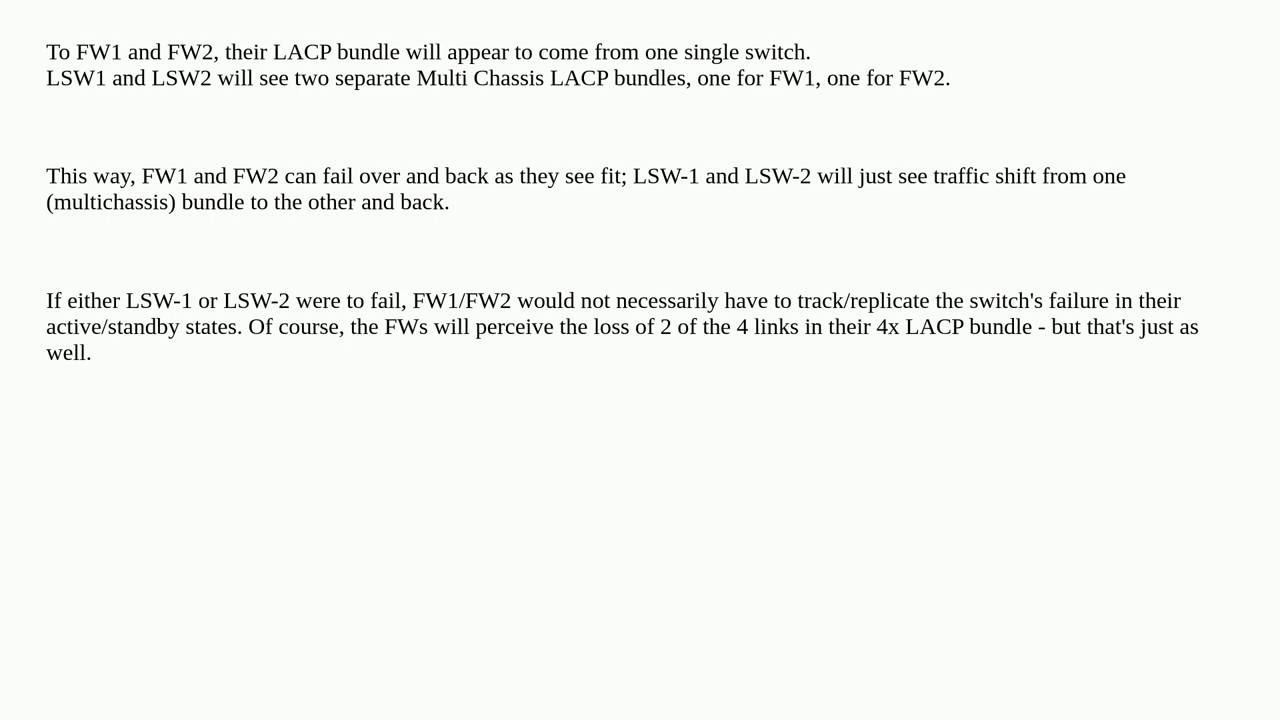 To FW1 and FW2, their LACP bundle will appear to come from one single switch.
LSW1 and LSW2 will see two separate Multi Chassis LACP bundles, one for FW1, one for FW2.
This way, FW1 and FW2 can fail over and back as they see fit; LSW-1 and LSW-2 will just see traffic shift from one
(multichassis) bundle to the other and back.
If either LSW-1 or LSW-2 were to fail, FW1/FW2 would not necessarily have to track/replicate the switch's failure in their
active/standby states. Of course, the FWs will perceive the loss of 2 of the 4 links in their 4x LACP bundle - but that's just as
well.